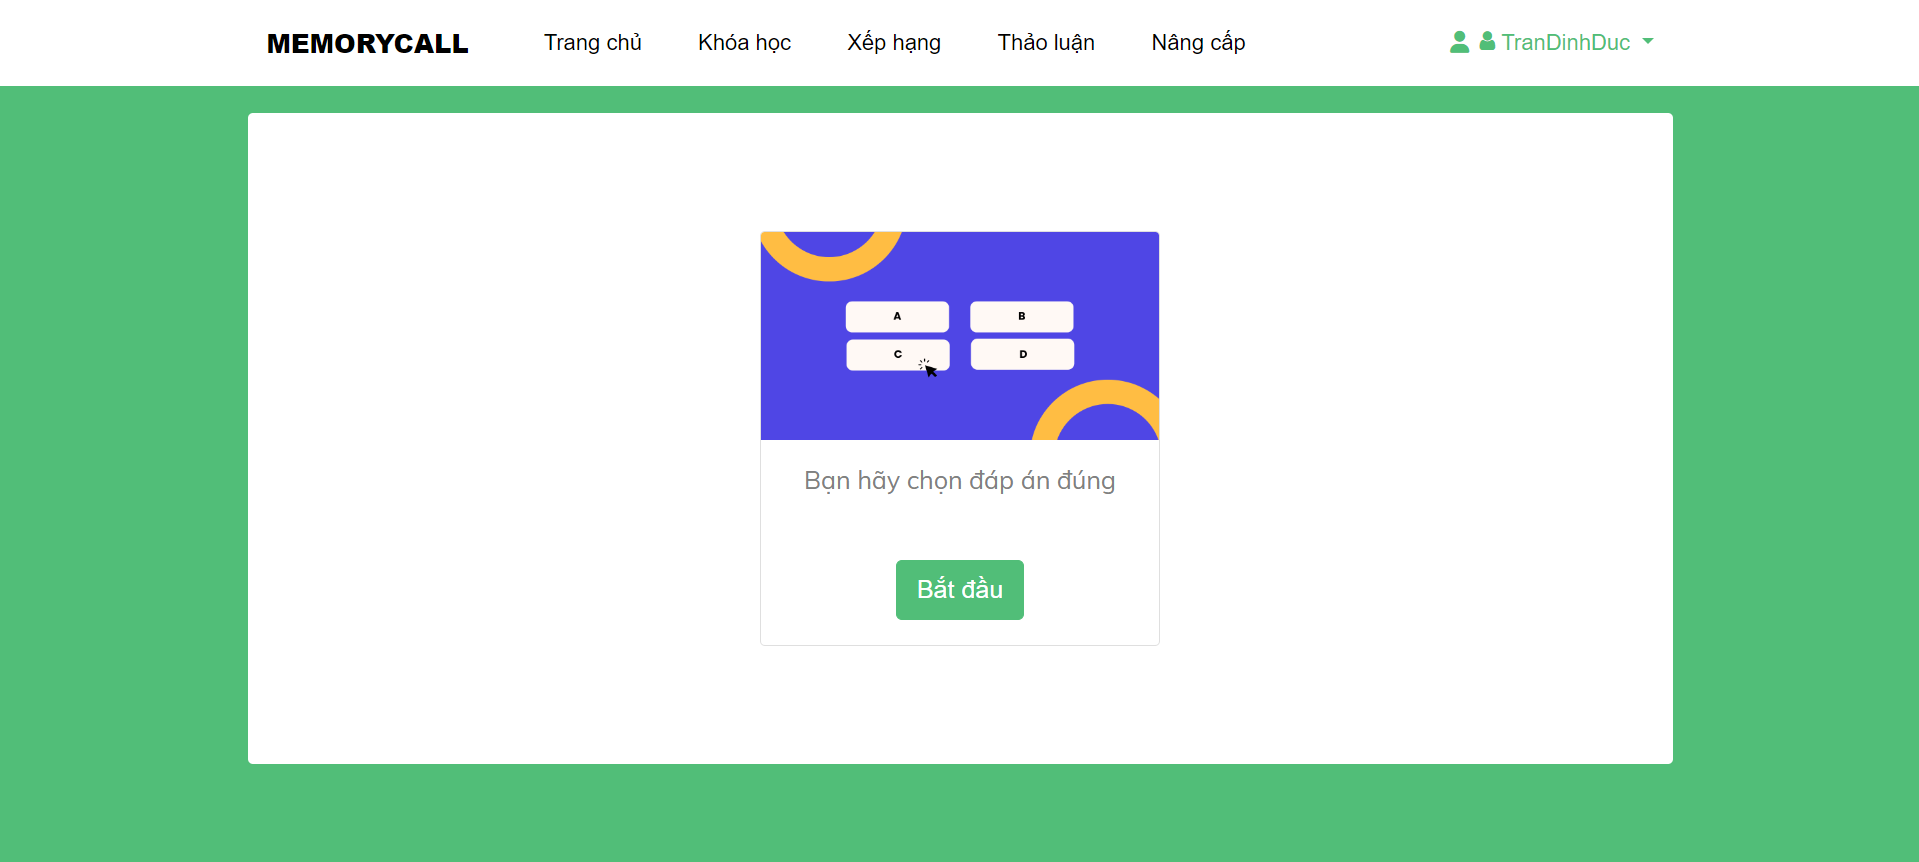 MEMORYCALL Trang chủ Khóa học Xếp hạng Thảo luận Nâng cấp TranDinhDuc
A B
C D
Bạn hãy chọn đáp án đúng
Bắt đầu